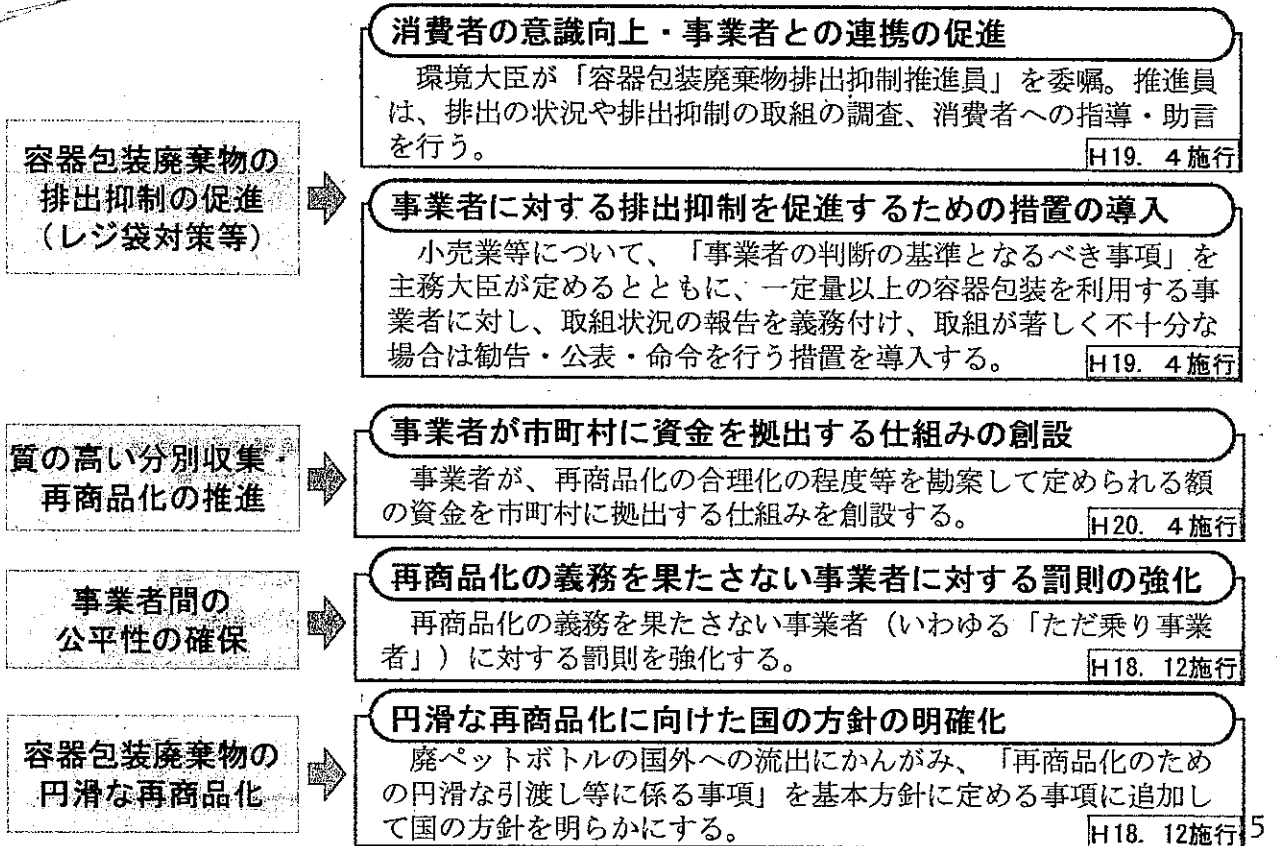 容器包装廃棄物の
排出抑制の促進
（レジ袋対策等）
消費者の意識向上・事業者との連携の促進
環境大臣が「容器包装廃棄物排出抑制推進員」を委嘱。推進員
は、排出の状況や排出抑制の取組の調査、消費者への指導・助言
を行う。
H19. 4施行
事業者に対する排出抑制を促進するための措置の導入
小売業等について、「事業者の判断の基準となるべき事項」を
主務大臣が定めるとともに、一定量以上の容器包装を利用する事
業者に対し、取組状況の報告を義務付け、取組が著しく不十分な
場合は勧告・公表・命令を行う措置を導入する。
H19. 4施行
質の高い分別収集・
再商品化の推進
事業者が市町村に資金を拠出する仕組みの創設
事業者が、再商品化の合理化の程度等を勘案して定められる額
の資金を市町村に拠出する仕組みを創設する。
H20. 4施行
事業者間の
公平性の確保
再商品化の義務を果たさない事業者に対する罰則の強化
再商品化の義務を果たさない事業者（いわゆる「ただ乗り事業
者」）に対する罰則を強化する。
H18. 12施行
容器包装廃棄物の
円滑な再商品化
円滑な再商品化に向けた国の方針の明確化
廃ペットボトルの国外への流出にかんがみ、「再商品化のため
の円滑な引渡し等に係る事項」を基本方針に定める事項に追加し
て国の方針を明らかにする。
H18. 12施行
5